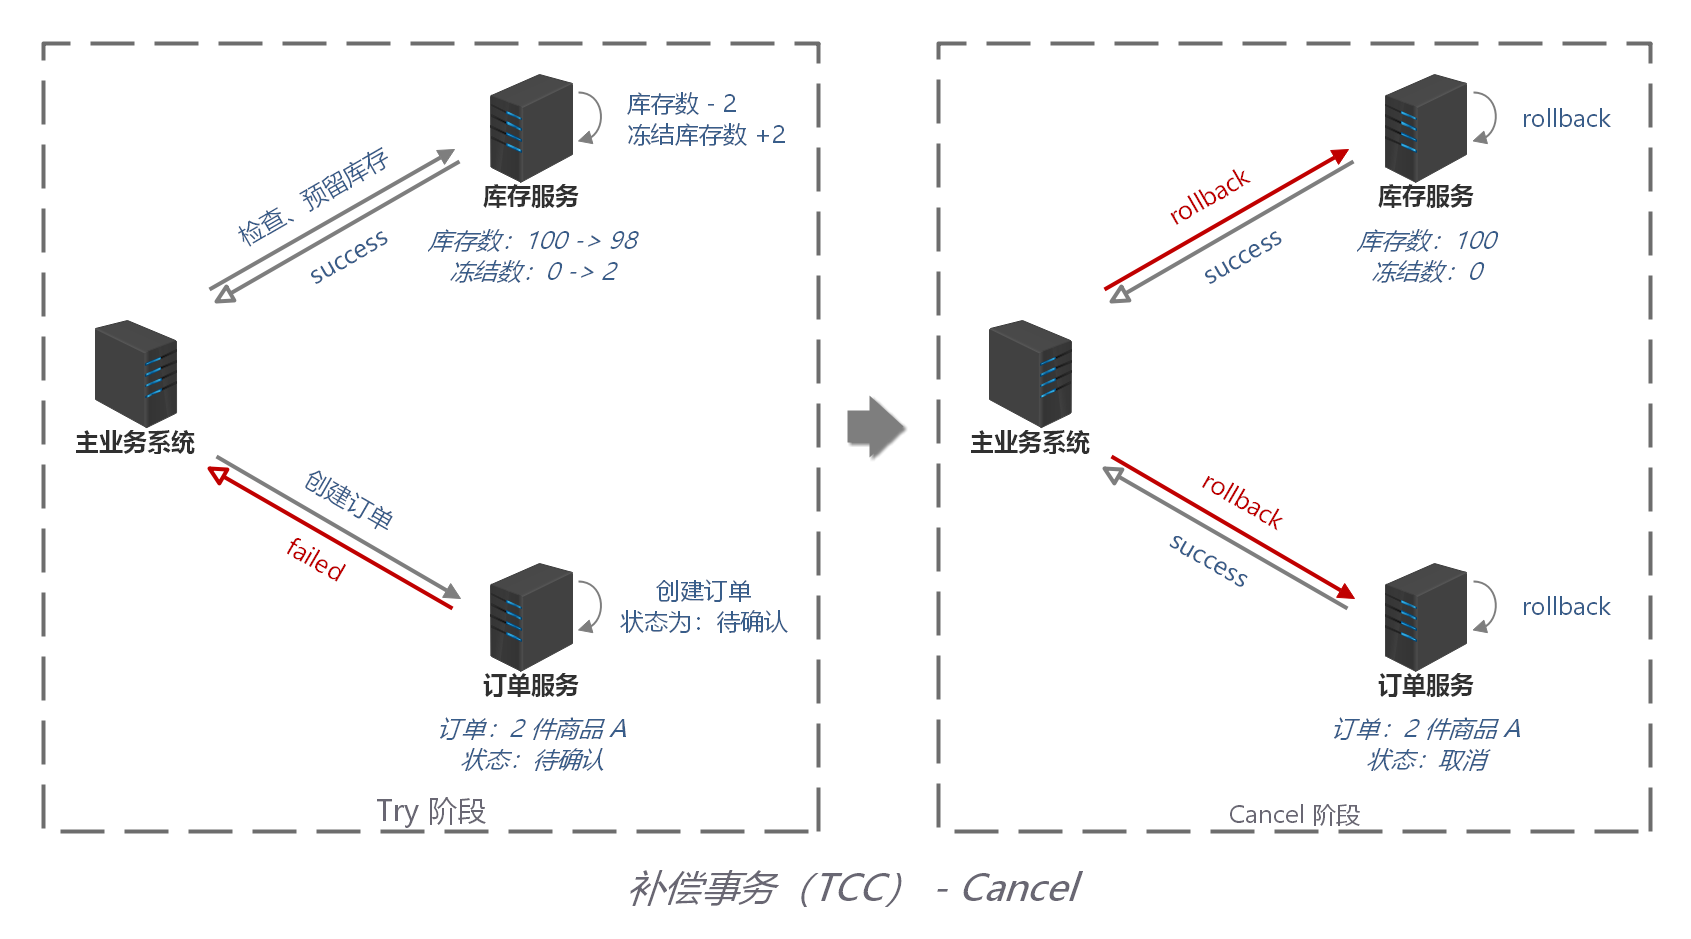 库存数 - 2
冻结库存数 +2
检查、预留库存
success
库存服务
库存数：100 -> 98
冻结数：0 -> 2
主业务系统
创建订单
failed
创建订单
状态为：待确认
订单服务
订单：2 件商品 A
状态：待确认
Try 阶段
rollback
rollback
success
库存服务
库存数：100
冻结数：0
主业务系统
rollback
success
rollback
订单服务
订单：2 件商品 A
状态：取消
Cancel 阶段
补偿事务（TCC） - Cancel